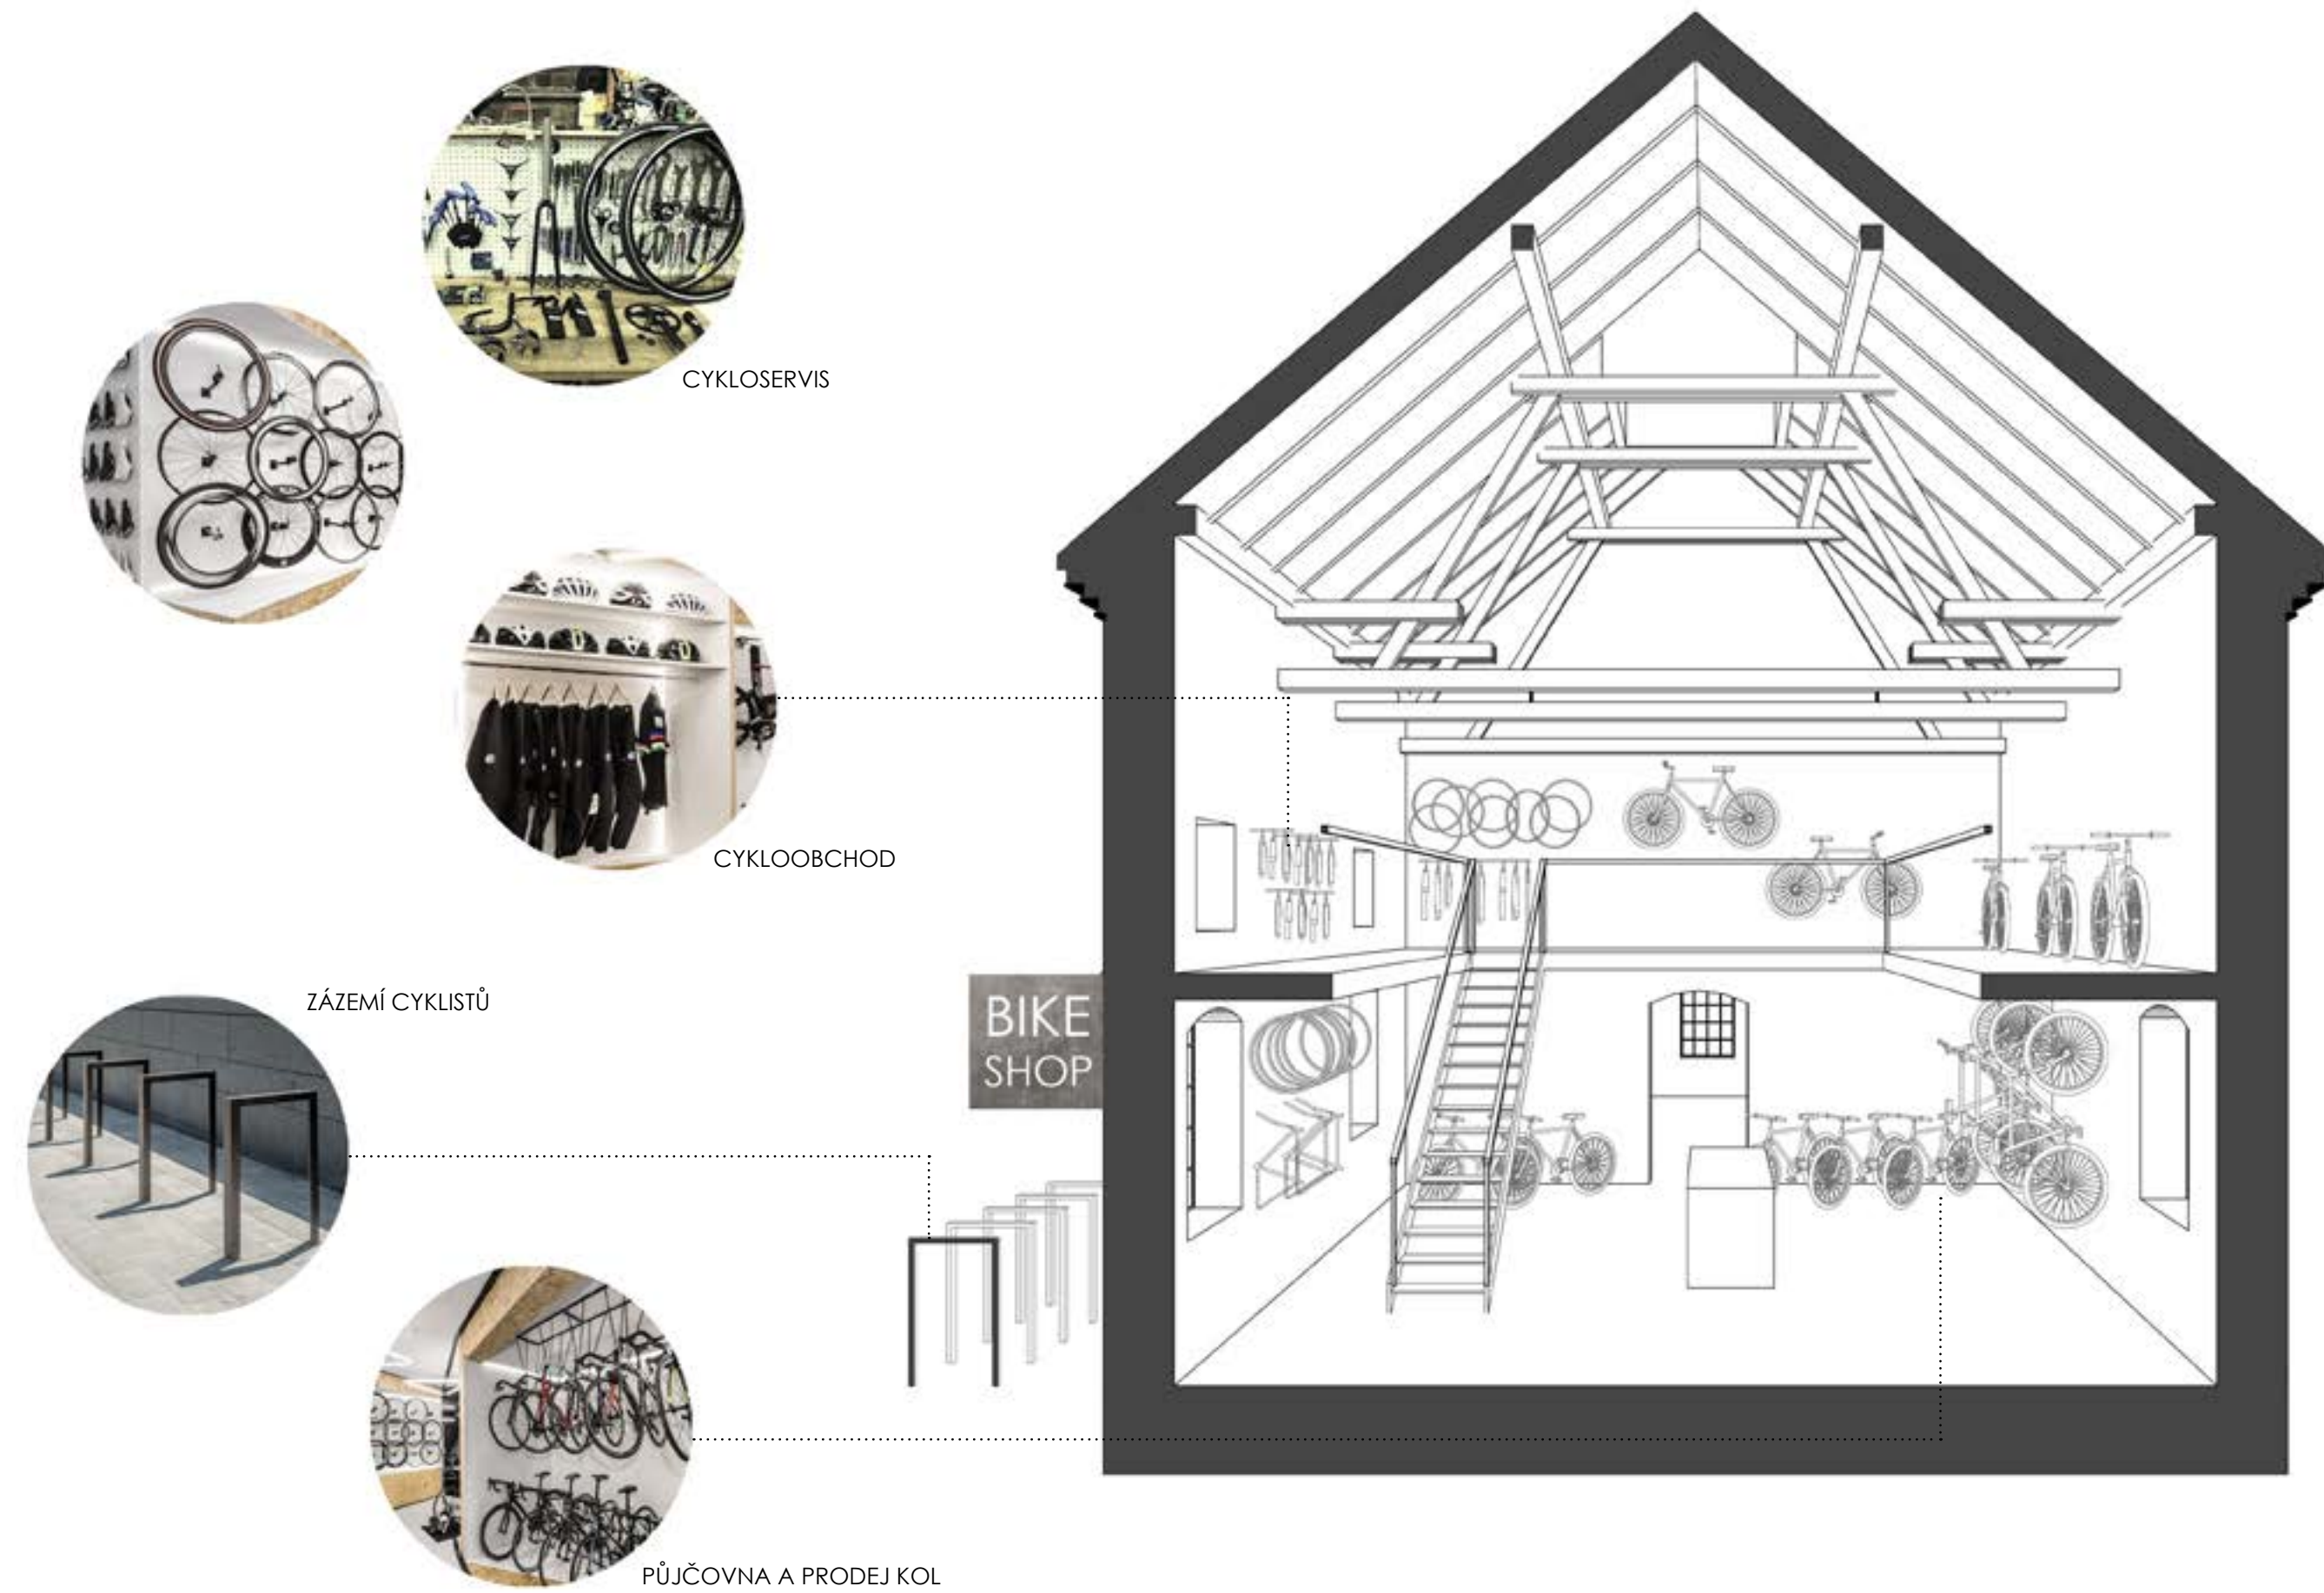 CYKLOSERVIS
CYKLOOBCHOD
ZÁZEMÍ CYKLISTŮ
BIKE
SHOP
PŮJČOVNA A PRODEJ KOL